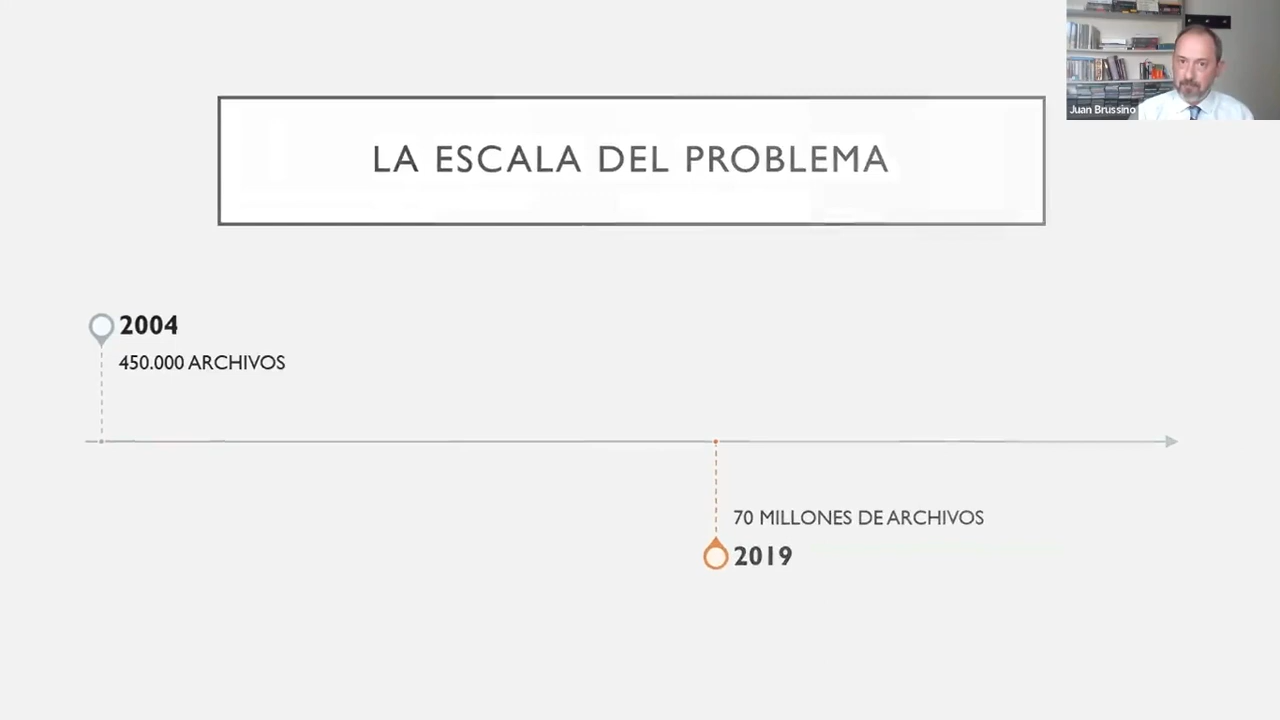 Juan Brussino
LA ESCALA DEL PROBLEMA
2004
450.000 ARCHIVOS
70 MILLONES DE ARCHIVOS
2019